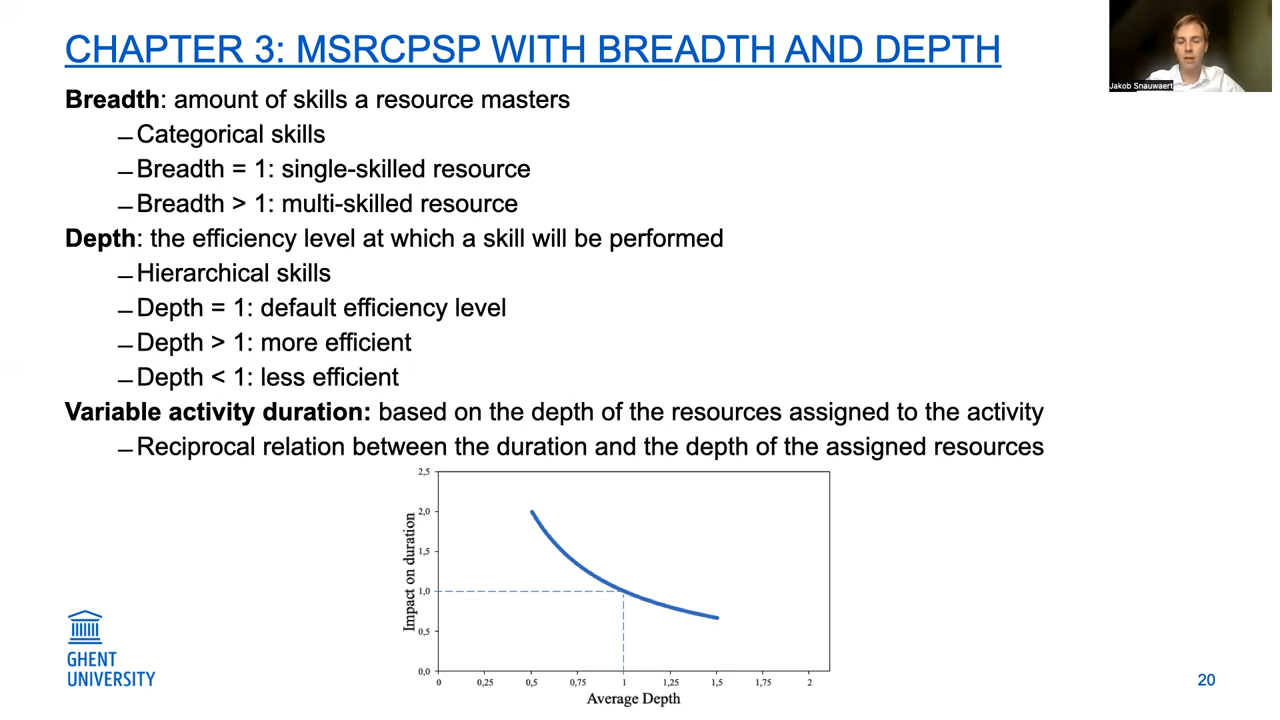 CHAPTER 3: MSRCPSP WITH BREADTH AND DEPTH
Jakob Snauwaert
Breadth: amount of skills a resource masters
– Categorical skills
– Breadth = 1: single-skilled resource
– Breadth > 1: multi-skilled resource
Depth: the efficiency level at which a skill will be performed
– Hierarchical skills
– Depth = 1: default efficiency level
– Depth > 1: more efficient
– Depth < 1: less efficient
Variable activity duration: based on the depth of the resources assigned to the activity
– Reciprocal relation between the duration and the depth of the assigned resources
Impact on duration
2,5
2,0
1,5
1,0
0,5
0,0
0 0,25 0,5 0,75 1 1,25 1,5 1,75 2
Average Depth
GHENT
UNIVERSITY
20